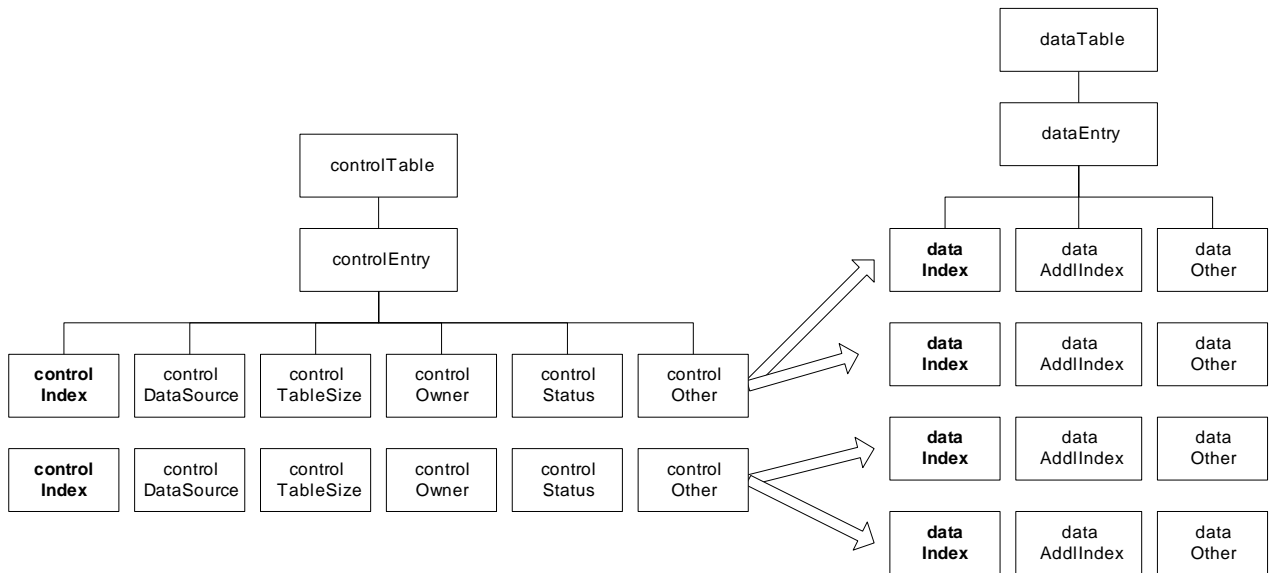 dataTable
dataEntry
controlTable
controlEntry
data
Index
data
AddlIndex
data
Other
data
Index
data
AddlIndex
data
Other
control
Index
control
DataSource
control
TableSize
control
Owner
control
Status
control
Other
data
Index
data
AddlIndex
data
Other
control
Index
control
DataSource
control
TableSize
control
Owner
control
Status
control
Other
data
Index
data
AddlIndex
data
Other